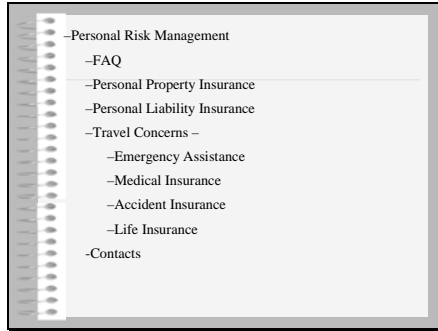 –Personal Risk Management
–FAQ
–Personal Property Insurance
–Personal Liability Insurance
–Travel Concerns –
–Emergency Assistance
–Medical Insurance
–Accident Insurance
–Life Insurance
-Contacts